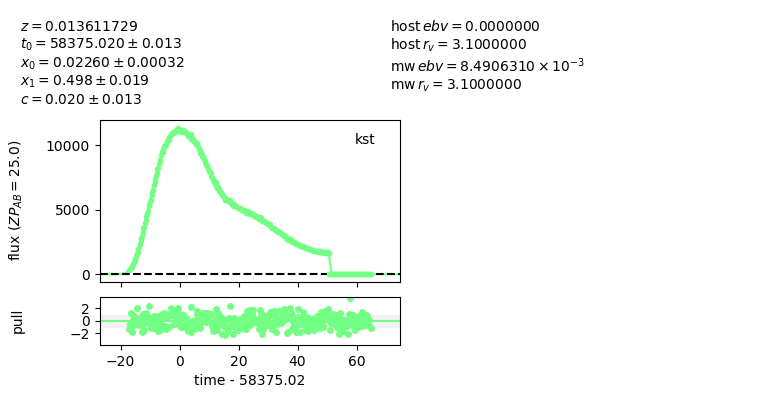 z = 0.013611729
t₀ = 58375.020 ± 0.013
x₀ = 0.02260 ± 0.00032
x₁ = 0.498 ± 0.019
c = 0.020 ± 0.013
host ebv = 0.0000000
host r_v = 3.1000000
mw ebv = 8.4906310 × 10⁻³
mw r_v = 3.1000000
kst
10000
5000
0
flux (ZP_AB = 25.0)
2
0
−2
pull
−20 0 20 40 60
time - 58375.02